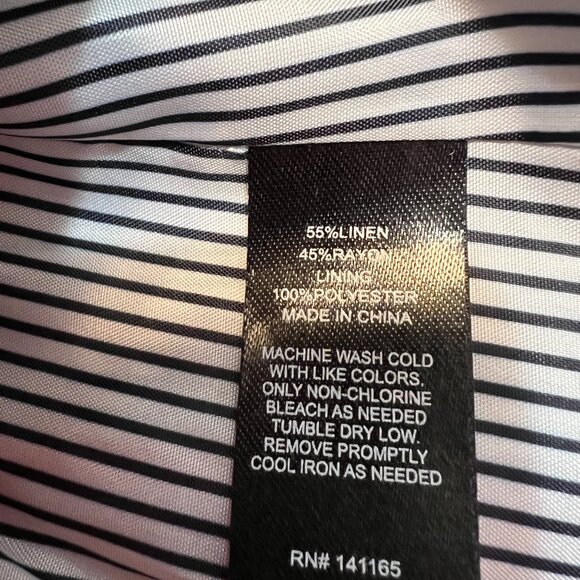 55%LINEN
45%RAYON
LINING
100%POLYESTER
MADE IN CHINA
MACHINE WASH COLD
WITH LIKE COLORS.
ONLY NON-CHLORINE
BLEACH AS NEEDED
TUMBLE DRY LOW.
REMOVE PROMPTLY
COOL IRON AS NEEDED
RN# 141165